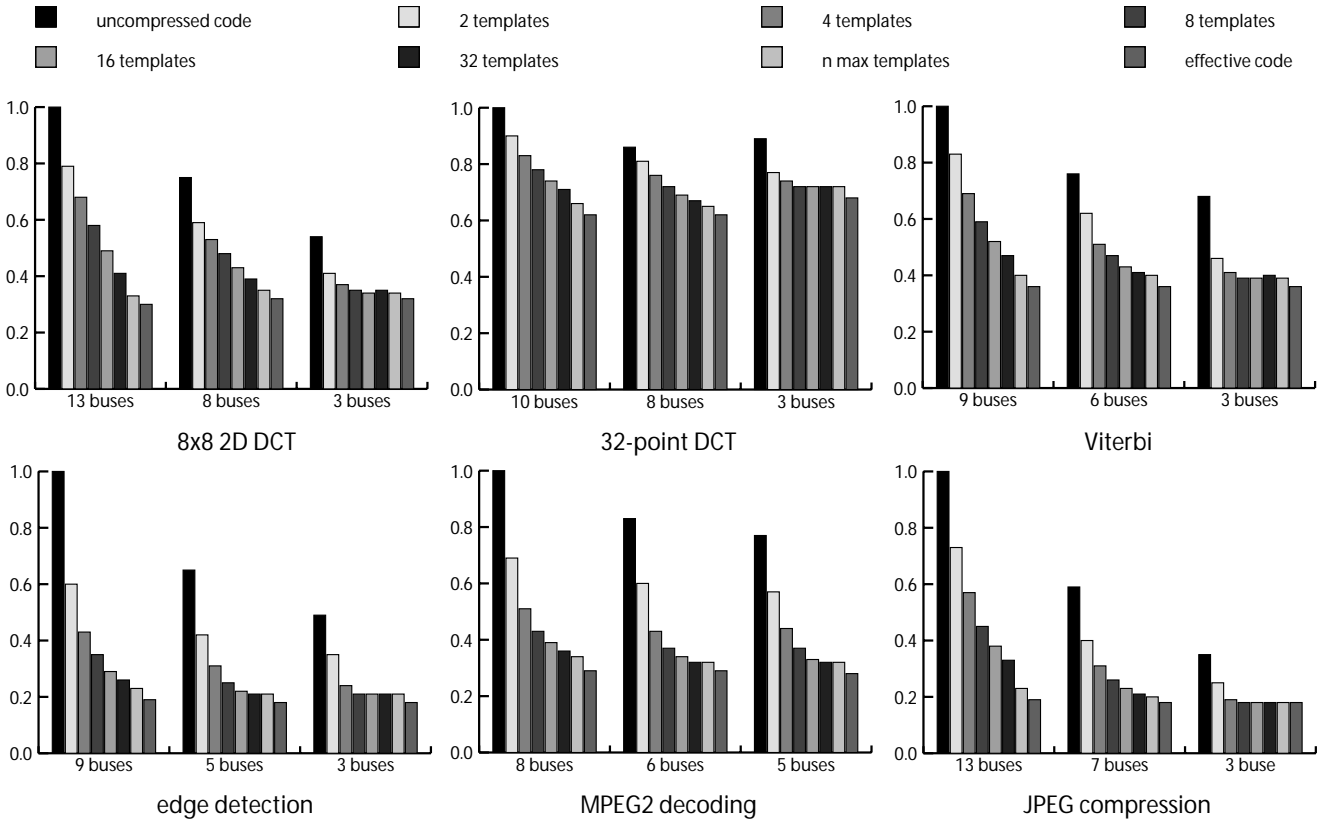 uncompressed code
2 templates
4 templates
8 templates
16 templates
32 templates
n max templates
effective code
1.0
0.8
0.6
0.4
0.2
0.0
13 buses
8 buses
3 buses
8x8 2D DCT
1.0
0.8
0.6
0.4
0.2
0.0
10 buses
8 buses
3 buses
32-point DCT
1.0
0.8
0.6
0.4
0.2
0.0
9 buses
6 buses
3 buses
Viterbi
1.0
0.8
0.6
0.4
0.2
0.0
9 buses
5 buses
3 buses
edge detection
1.0
0.8
0.6
0.4
0.2
0.0
8 buses
6 buses
5 buses
MPEG2 decoding
1.0
0.8
0.6
0.4
0.2
0.0
13 buses
7 buses
3 buse
JPEG compression